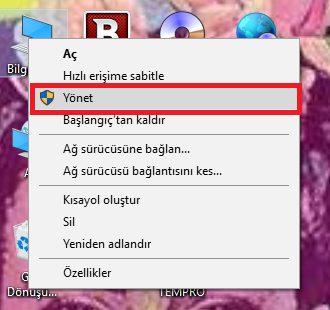 Bilg
Aç
Hızlı erişime sabitle
Yönet
Başlangıç'tan kaldır
Ağ sürücüsüne bağlan...
Ağ sürücüsü bağlantısını kes...
Kısayol oluştur
Sil
Yeniden adlandır
Özellikler
G
Dönüşü...
TEMPRO